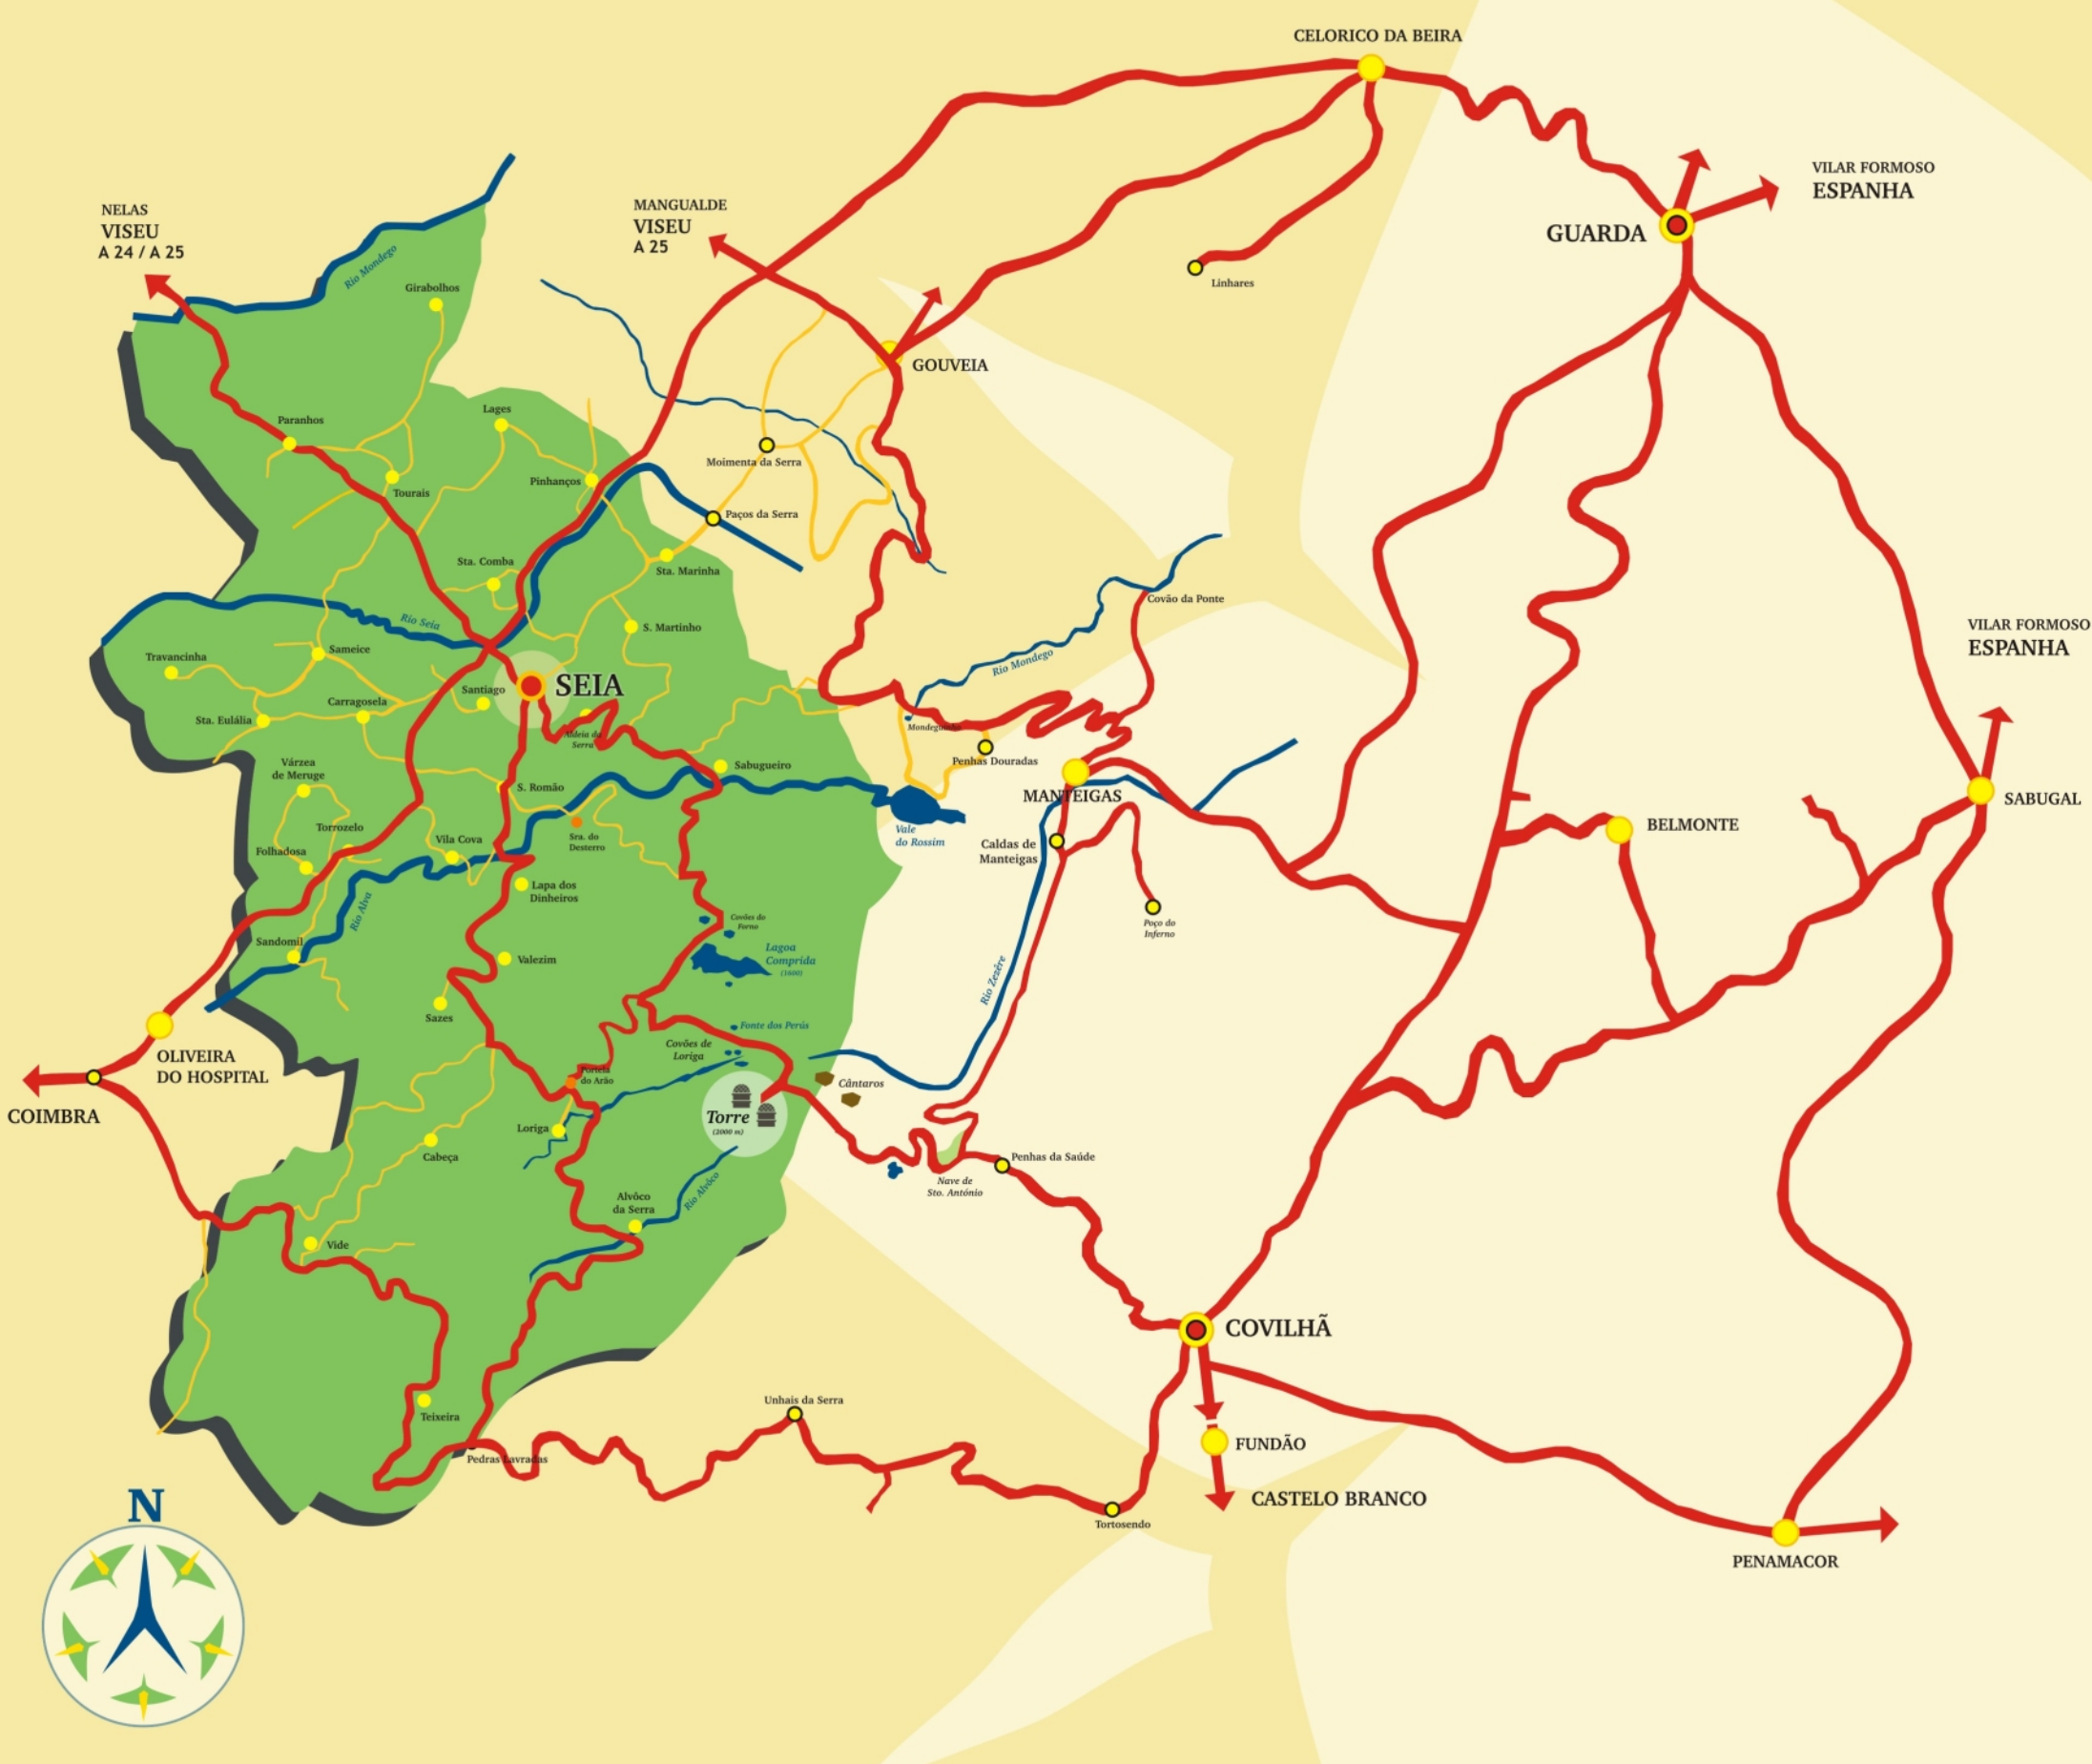 CELORICO DA BEIRA
VILAR FORMOSO
ESPANHA
GUARDA
NELAS
VISEU
A 24 / A 25
MANGUALDE
VISEU
A 25
Rio Mondego
Girabolhos
Linhares
GOUVEIA
Lages
Paranhos
Moimenta da Serra
Pinhanços
Tourais
Paços da Serra
Sta. Comba
Sta. Marinha
Covão da Ponte
Rio Seia
S. Martinho
VILAR FORMOSO
ESPANHA
Sameice
Travancinha
Rio Mondego
SEIA
Santiago
Carragosela
Sta. Eulália
Mondeguinho
Aldeia da
Serra
Penhas Douradas
Várzea
de Meruge
Sabugueiro
S. Romão
MANTEIGAS
SABUGAL
Torrozelo
Vale
do Rossim
BELMONTE
Sra. do
Desterro
Vila Cova
Folhadosa
Caldas de
Manteigas
Lapa dos
Dinheiros
Rio Alva
Covões do
Forno
Poço do
Inferno
Sandomil
Lagoa
Comprida
(1600)
Valezim
Rio Zezêre
Sazes
Fonte dos Perús
Covões de
Loriga
OLIVEIRA
DO HOSPITAL
Portela
do Arão
Cântaros
COIMBRA
Torre
(2000 m)
Loriga
Cabeça
Penhas da Saúde
Nave de
Sto. António
Rio Alvôco
Alvôco
da Serra
Vide
COVILHÃ
Unhais da Serra
Teixeira
FUNDÃO
Pedras Lavradas
CASTELO BRANCO
Tortosendo
PENAMACOR
N